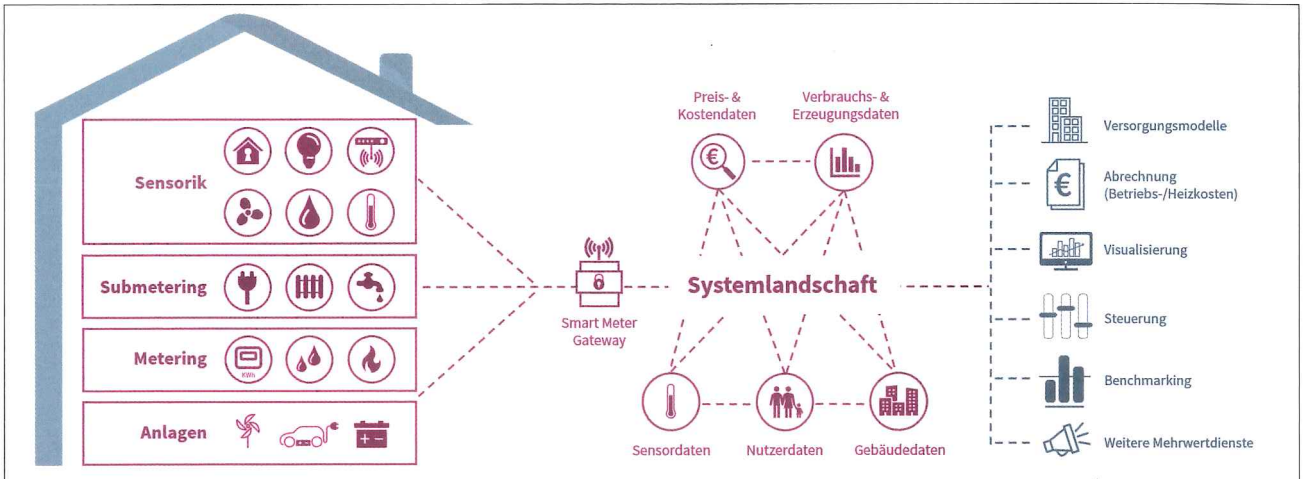 Sensorik
Submetering
Metering
KWh
Anlagen
Smart Meter
Gateway
Preis- &
Kostendaten
Verbrauchs- &
Erzeugungsdaten
€
Systemlandschaft
Sensordaten
Nutzerdaten
Gebäudedaten
Versorgungsmodelle
€
Abrechnung
(Betriebs-/Heizkosten)
Visualisierung
Steuerung
Benchmarking
Weitere Mehrwertdienste